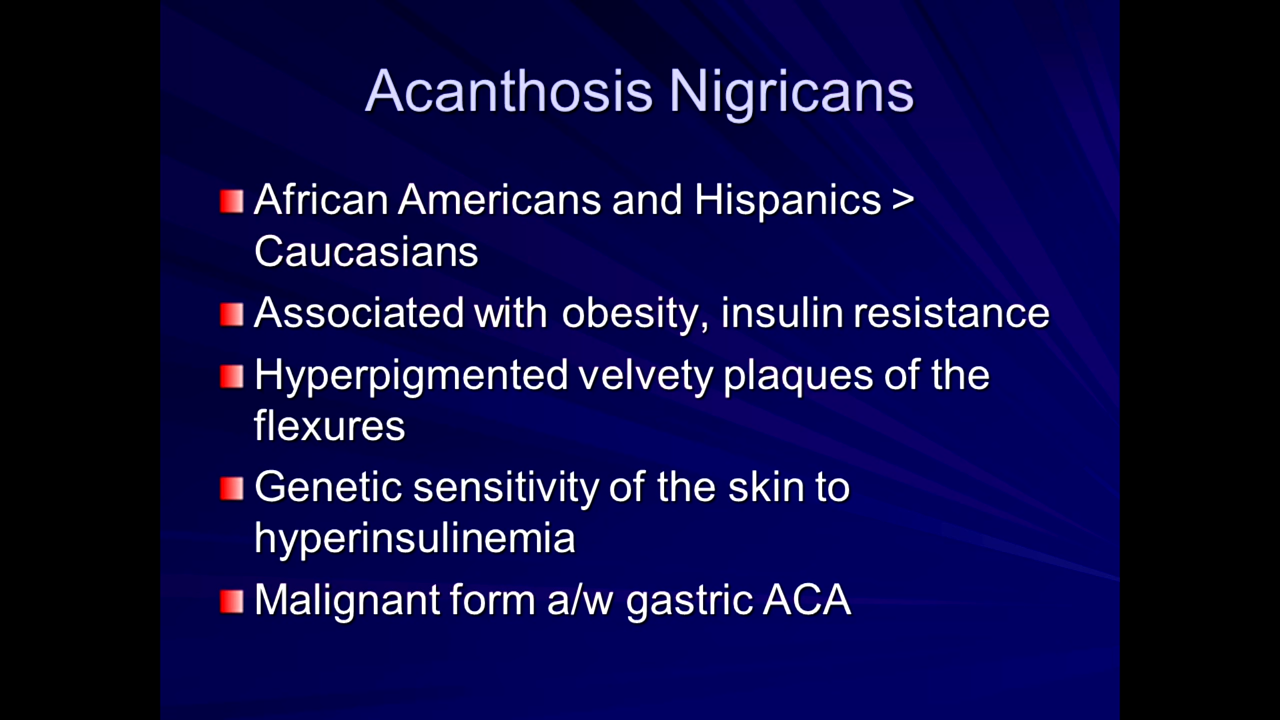 Acanthosis Nigricans
African Americans and Hispanics >
Caucasians
Associated with obesity, insulin resistance
Hyperpigmented velvety plaques of the
flexures
Genetic sensitivity of the skin to
hyperinsulinemia
Malignant form a/w gastric ACA